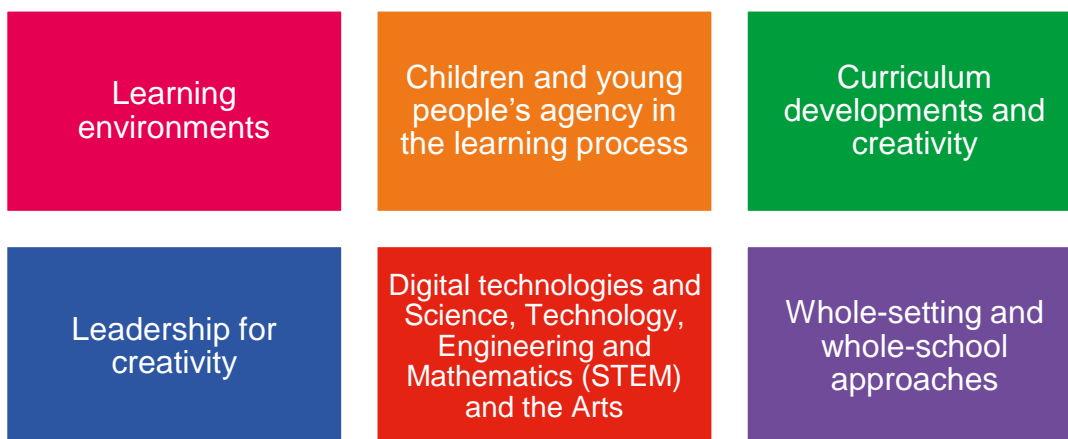 Learning
environments
Children and young
people’s agency in
the learning process
Curriculum
developments and
creativity
Leadership for
creativity
Digital technologies and
Science, Technology,
Engineering and
Mathematics (STEM)
and the Arts
Whole-setting and
whole-school
approaches